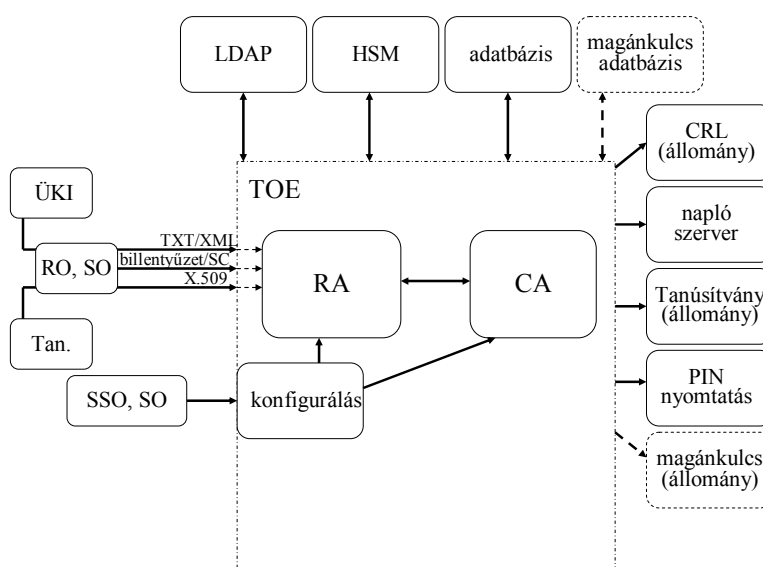 LDAP
HSM
adatbázis
magánkulcs
adatbázis
CRL
(állomány)
ÜKI
TOE
napló
szerver
TXT/XML
RO, SO
billentyűzet/SC
X.509
RA
CA
Tanúsítvány
(állomány)
Tan.
PIN
nyomtatás
SSO, SO
konfigurálás
magánkulcs
(állomány)